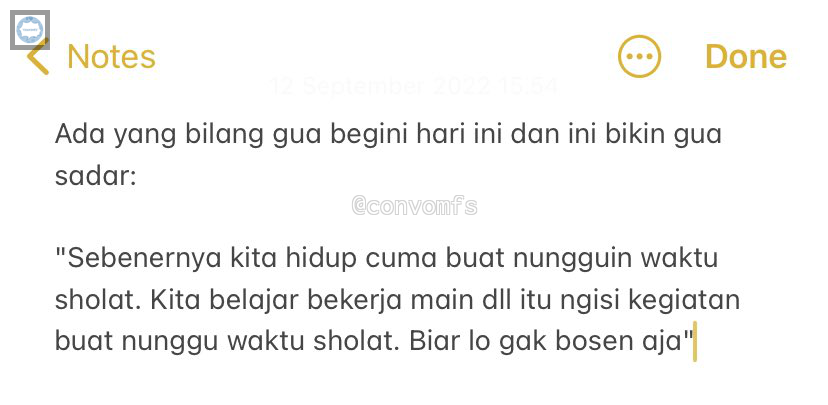 Notes
Done
12 September 2022 15.54
Ada yang bilang gua begini hari ini dan ini bikin gua
sadar:
@convomfs
"Sebenernya kita hidup cuma buat nungguin waktu
sholat. Kita belajar bekerja main dll itu ngisi kegiatan
buat nunggu waktu sholat. Biar lo gak bosen aja"